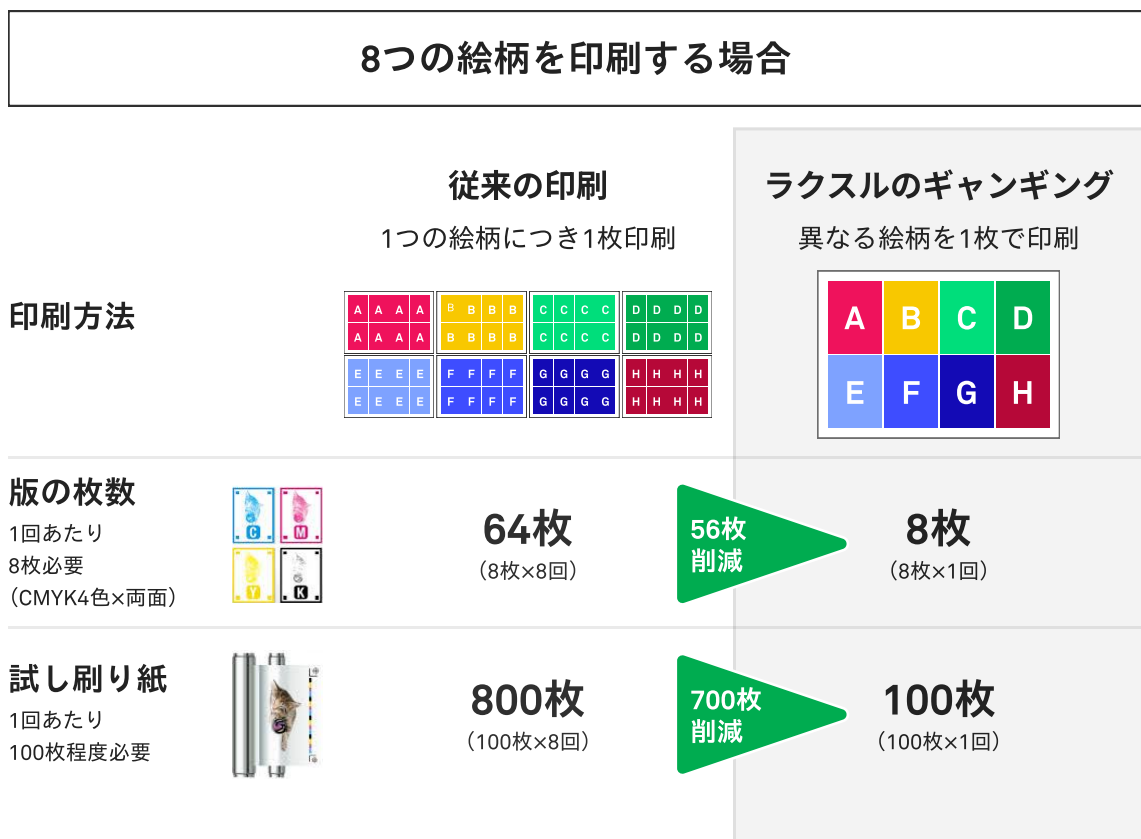 8つの絵柄を印刷する場合
従来の印刷
1つの絵柄につき1枚印刷
ラクスルのギャンギング
異なる絵柄を1枚で印刷
印刷方法
A A A A B B B B C C C C D D D D
A A A A B B B B C C C C D D D D
E E E E F F F F G G G G H H H H
E E E E F F F F G G G G H H H H
A B C D
E F G H
版の枚数
1回あたり
8枚必要
(CMYK4色×両面)
C M
Y K
64枚
(8枚×8回)
56枚
削減
8枚
(8枚×1回)
試し刷り紙
1回あたり
100枚程度必要
800枚
(100枚×8回)
700枚
削減
100枚
(100枚×1回)